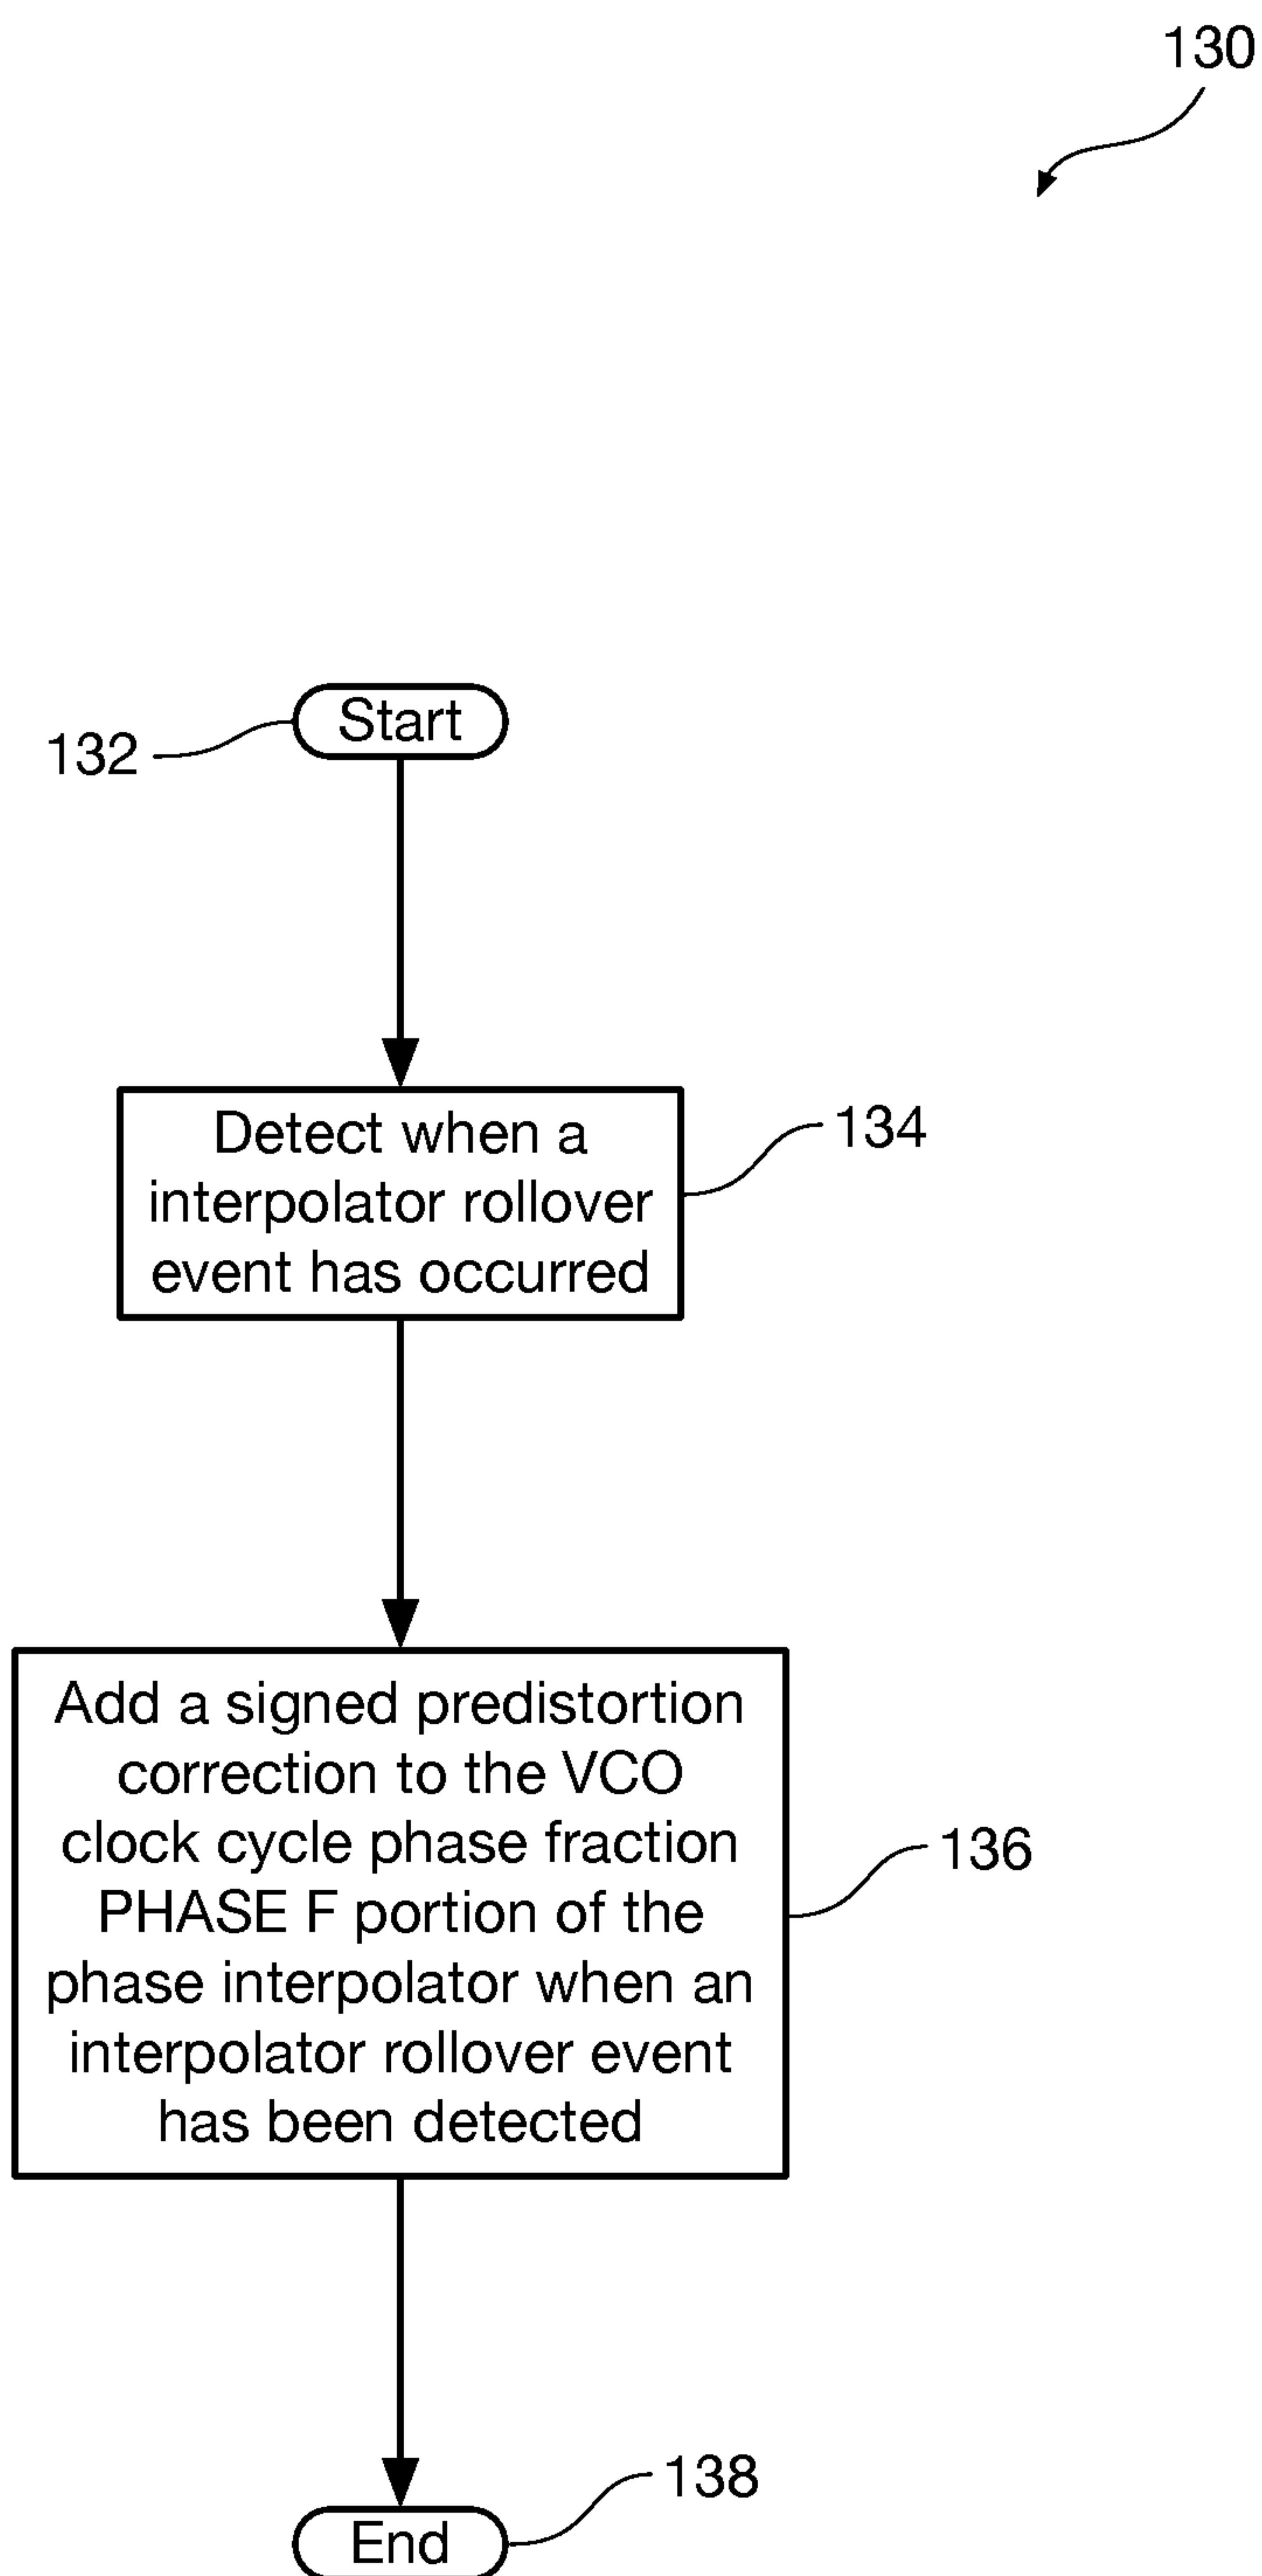 130
Start
132
Detect when a
interpolator rollover
event has occurred
134
Add a signed predistortion
correction to the VCO
clock cycle phase fraction
PHASE F portion of the
phase interpolator when an
interpolator rollover event
has been detected
136
138
End